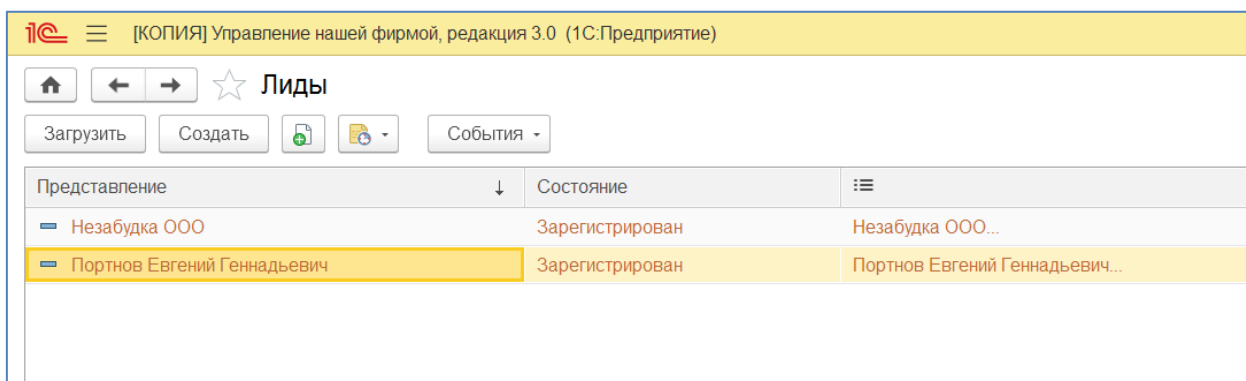 1С [КОПИЯ] Управление нашей фирмой, редакция 3.0 (1С:Предприятие)
Лиды
Загрузить Создать События
Представление ↓ Состояние
Незабудка ООО Зарегистрирован Незабудка ООО...
Портнов Евгений Геннадьевич Зарегистрирован Портнов Евгений Геннадьевич...